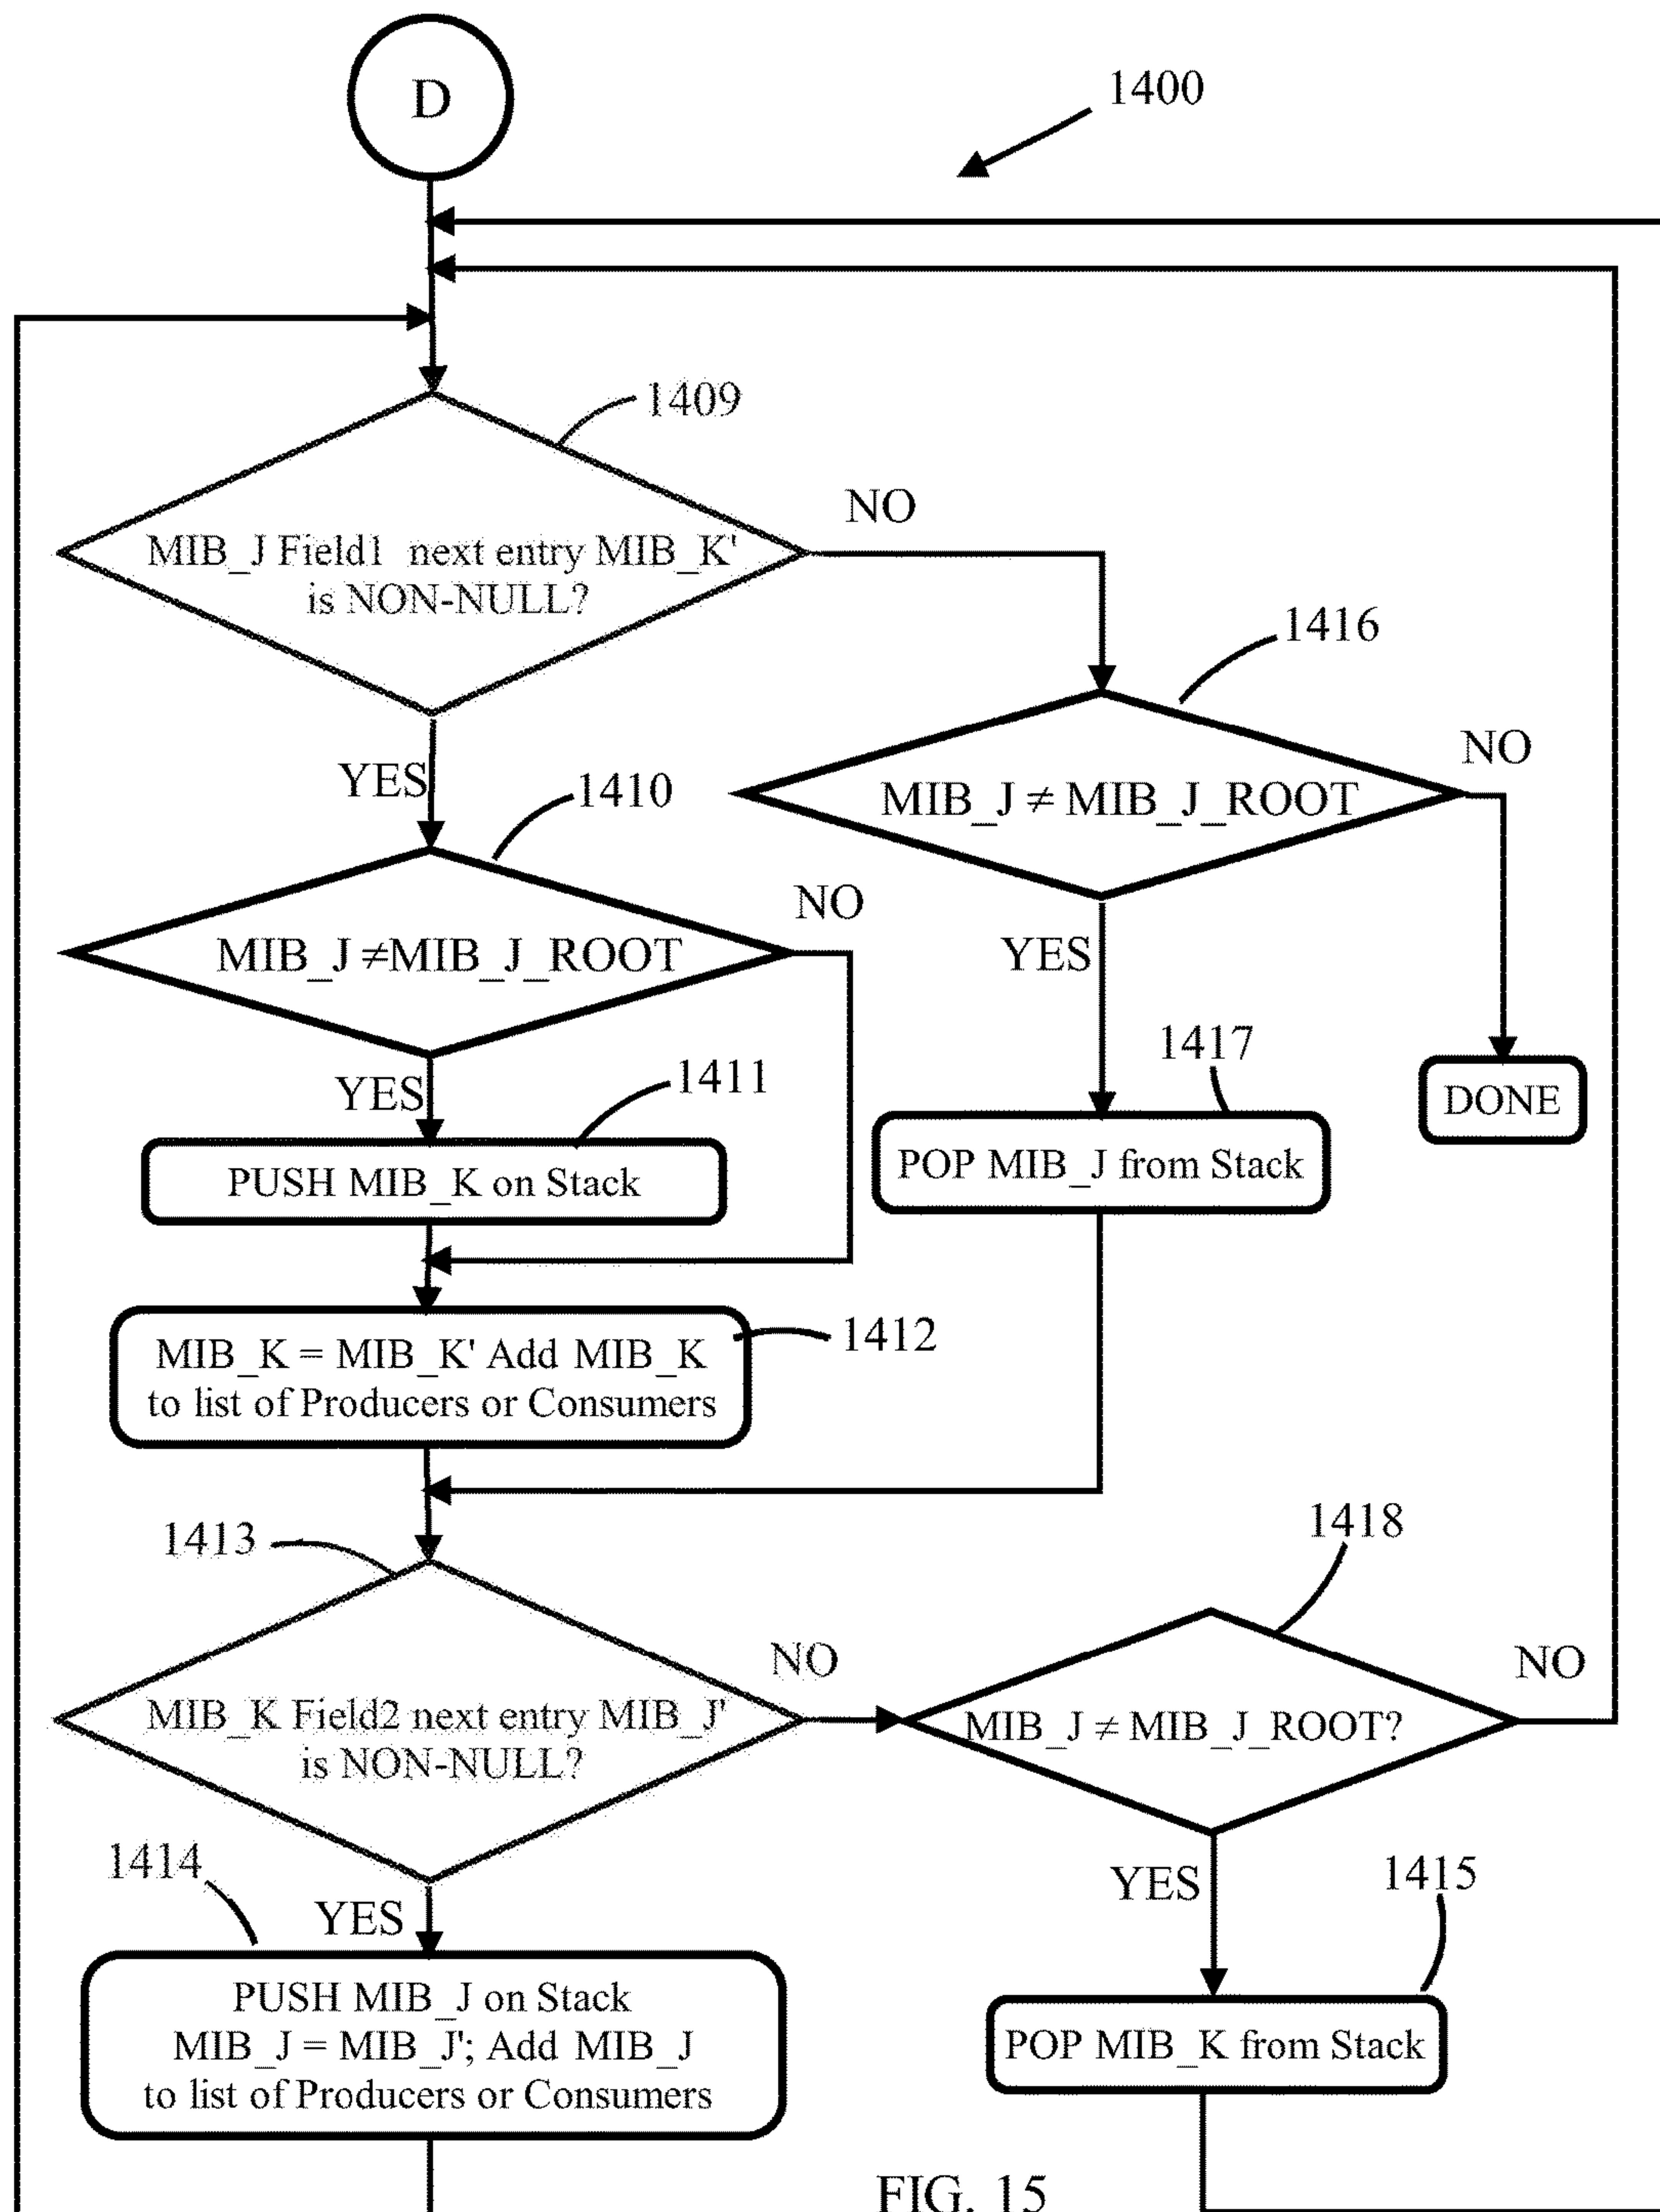 D
1400
1409
NO
MIB_J Field1 next entry MIB_K'
is NON-NULL?
1416
NO
YES
1410
MIB_J ≠ MIB_J_ROOT
NO
MIB_J ≠MIB_J_ROOT
YES
1417
YES
1411
DONE
PUSH MIB_K on Stack
POP MIB_J from Stack
1412
MIB_K = MIB_K' Add MIB_K
to list of Producers or Consumers
1413
1418
NO
NO
MIB_K Field2 next entry MIB_J'
is NON-NULL?
MIB_J ≠ MIB_J_ROOT?
1414
YES
YES
1415
PUSH MIB_J on Stack
MIB_J = MIB_J'; Add MIB_J
to list of Producers or Consumers
POP MIB_K from Stack
FIG. 15